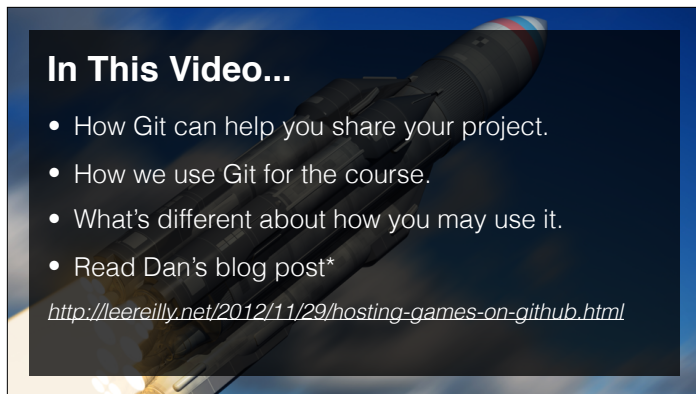 In This Video...
• How Git can help you share your project.
• How we use Git for the course.
• What's different about how you may use it.
• Read Dan's blog post*
http://leereilly.net/2012/11/29/hosting-games-on-github.html